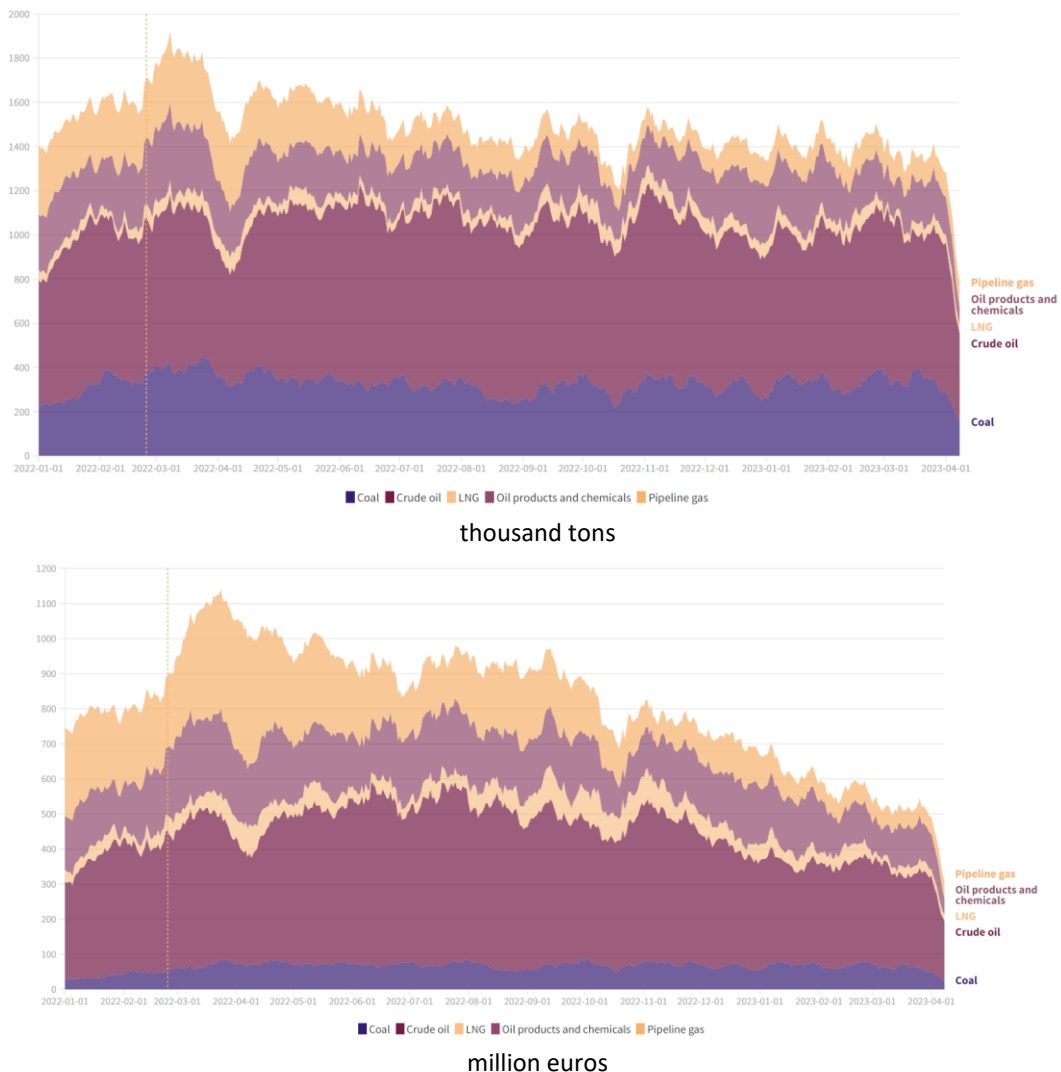 2000
1800
1600
1400
1200
1000
800
600
400
200
0
Pipeline gas
Oil products and
chemicals
LNG
Crude oil
Coal
2022-01-01 2022-02-01 2022-03-01 2022-04-01 2022-05-01 2022-06-01 2022-07-01 2022-08-01 2022-09-01 2022-10-01 2022-11-01 2022-12-01 2023-01-01 2023-02-01 2023-03-01 2023-04-01
Coal Crude oil LNG Oil products and chemicals Pipeline gas
thousand tons
1200
1100
1000
900
800
700
600
500
400
300
200
100
0
Pipeline gas
Oil products and
chemicals
LNG
Crude oil
Coal
2022-01-01 2022-02-01 2022-03-01 2022-04-01 2022-05-01 2022-06-01 2022-07-01 2022-08-01 2022-09-01 2022-10-01 2022-11-01 2022-12-01 2023-01-01 2023-02-01 2023-03-01 2023-04-01
Coal Crude oil LNG Oil products and chemicals Pipeline gas
million euros